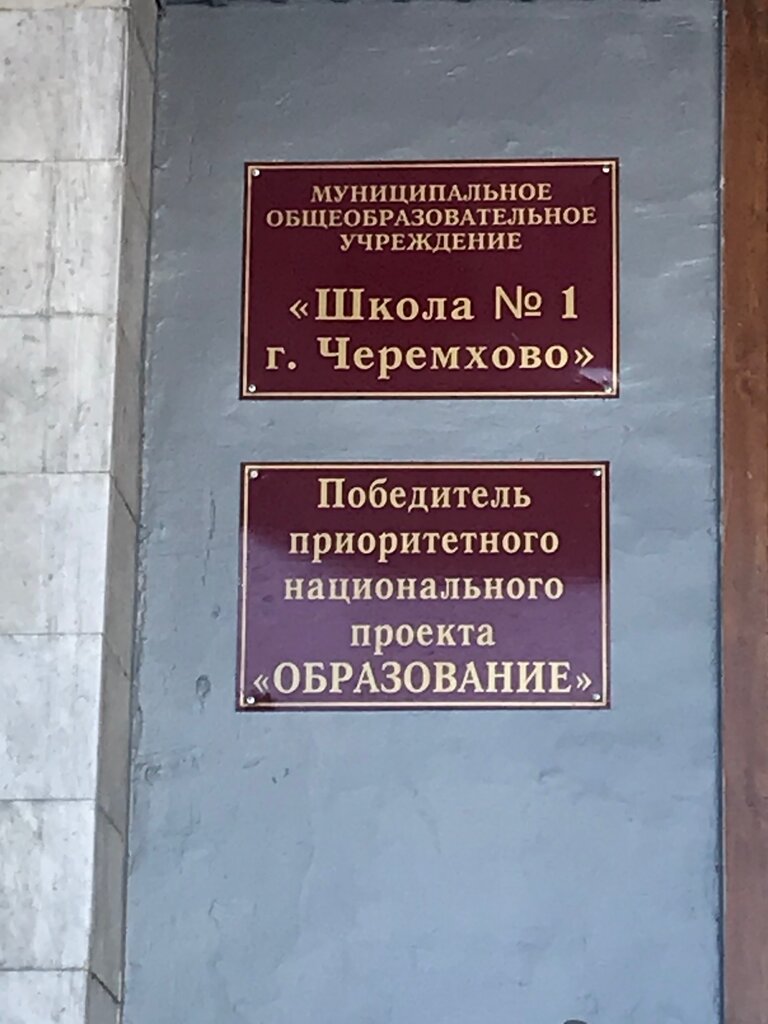 МУНИЦИПАЛЬНОЕ
ОБЩЕОБРАЗОВАТЕЛЬНОЕ
УЧРЕЖДЕНИЕ
«Школа № 1
г. Черемхово»
Победитель
приоритетного
национального
проекта
«ОБРАЗОВАНИЕ»